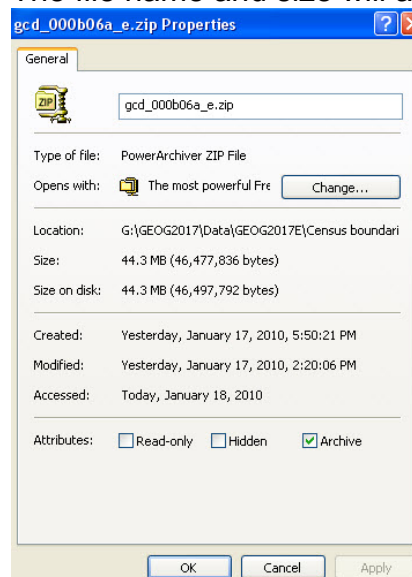 gcd_000b06a_e.zip Properties
General
ZIP
gcd_000b06a_e.zip
Type of file: PowerArchiver ZIP File
Opens with: The most powerful Fre Change...
Location: G:\GEOG2017\Data\GEOG2017E\Census boundari
Size: 44.3 MB (46,477,836 bytes)
Size on disk: 44.3 MB (46,497,792 bytes)
Created: Yesterday, January 17, 2010, 5:50:21 PM
Modified: Yesterday, January 17, 2010, 2:20:06 PM
Accessed: Today, January 18, 2010
Attributes: Read-only Hidden Archive
OK Cancel Apply